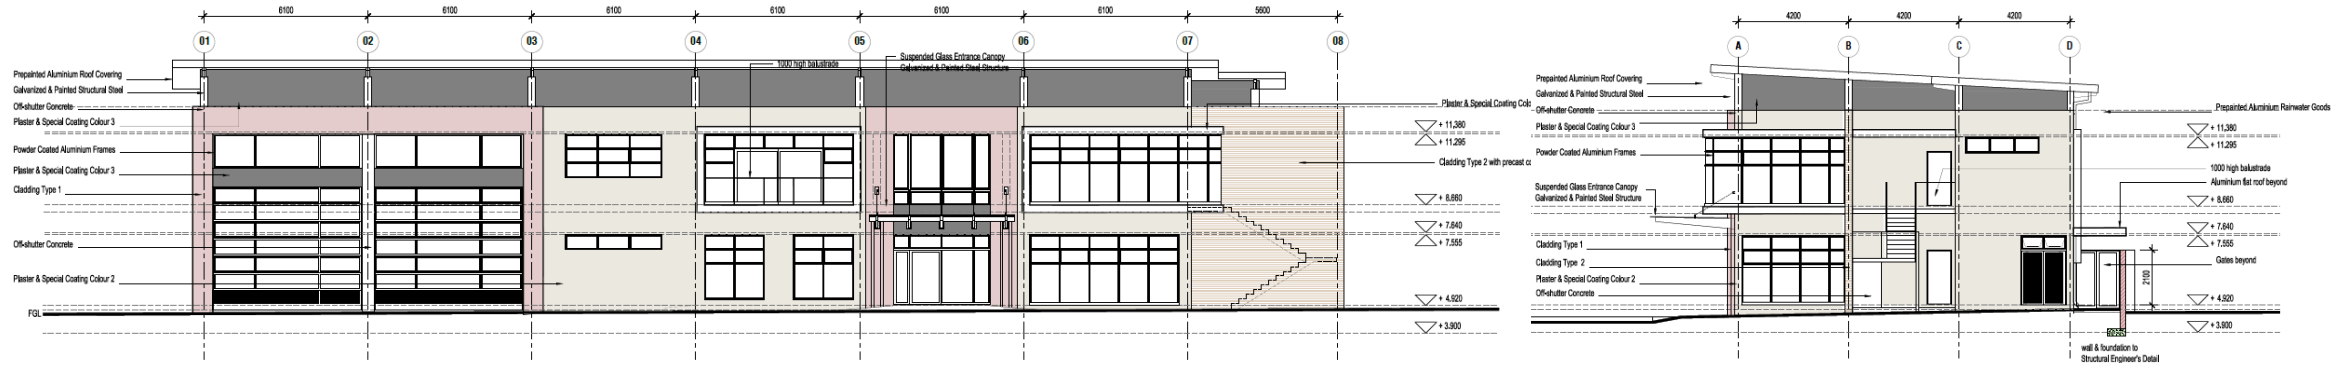 6100 6100 6100 6100 6100 6100 5600
01 02 03 04 05 06 07 08
Prepainted Aluminium Roof Covering
Galvanized & Painted Structural Steel
Off-shutter Concrete
Plaster & Special Coating Colour 3
Powder Coated Aluminium Frames
Plaster & Special Coating Colour 3
Cladding Type 1
Off-shutter Concrete
Plaster & Special Coating Colour 2
FGL
1000 high balustrade
Suspended Glass Entrance Canopy
Galvanized & Painted Steel Structure
Plaster & Special Coating Colo
+ 11,380
+ 11.295
Cladding Type 2 with precast co
+ 8.660
+ 7.640
+ 7.555
+ 4,920
+ 3.900
4200 4200 4200
A B C D
Prepainted Aluminium Roof Covering
Galvanized & Painted Structural Steel
Off-shutter Concrete
Plaster & Special Coating Colour 3
Powder Coated Aluminium Frames
Suspended Glass Entrance Canopy
Galvanized & Painted Steel Structure
Cladding Type 1
Cladding Type 2
Plaster & Special Coating Colour 2
Off-shutter Concrete
Prepainted Aluminium Rainwater Goods
+ 11,380
+ 11.295
1000 high balustrade
Aluminium flat roof beyond
+ 8.660
+ 7.640
+ 7.555
Gates beyond
2100
+ 4,920
+ 3.900
wall & foundation to
Structural Engineer's Detail